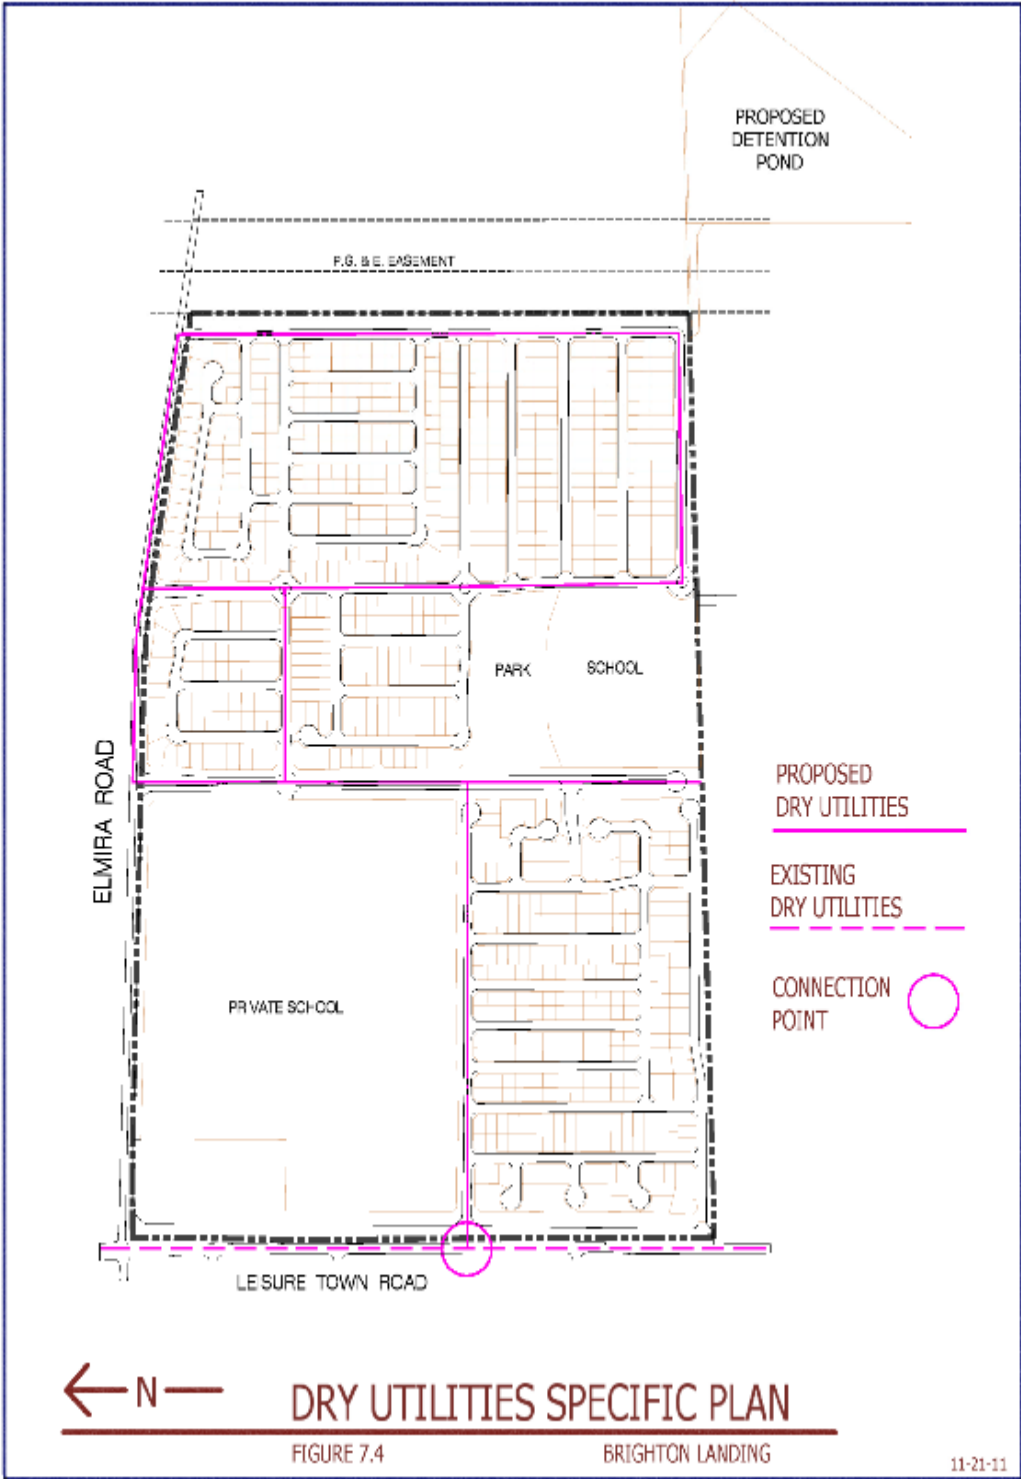 PROPOSED
DETENTION
POND
P.G. & E. EASEMENT
PARK
SCHOOL
ELMIRA ROAD
PROPOSED
DRY UTILITIES
EXISTING
DRY UTILITIES
CONNECTION
POINT
PRIVATE SCHOOL
LEISURE TOWN ROAD
N
DRY UTILITIES SPECIFIC PLAN
FIGURE 7.4
BRIGHTON LANDING
11-21-11